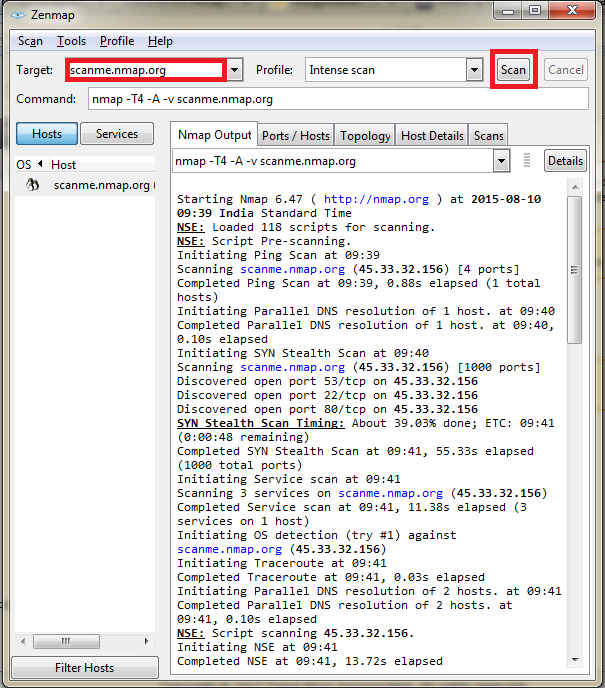 Zenmap
Scan Tools Profile Help
Target: scanme.nmap.org Profile: Intense scan Scan Cancel
Command: nmap -T4 -A -v scanme.nmap.org
Hosts Services
Nmap Output Ports / Hosts Topology Host Details Scans
OS Host
scanme.nmap.org (
nmap -T4 -A -v scanme.nmap.org Details
Starting Nmap 6.47 ( http://nmap.org ) at 2015-08-10
09:39 India Standard Time
NSE: Loaded 118 scripts for scanning.
NSE: Script Pre-scanning.
Initiating Ping Scan at 09:39
Scanning scanme.nmap.org (45.33.32.156) [4 ports]
Completed Ping Scan at 09:39, 0.88s elapsed (1 total
hosts)
Initiating Parallel DNS resolution of 1 host. at 09:40
Completed Parallel DNS resolution of 1 host. at 09:40,
0.10s elapsed
Initiating SYN Stealth Scan at 09:40
Scanning scanme.nmap.org (45.33.32.156) [1000 ports]
Discovered open port 53/tcp on 45.33.32.156
Discovered open port 22/tcp on 45.33.32.156
Discovered open port 80/tcp on 45.33.32.156
SYN Stealth Scan Timing: About 39.03% done; ETC: 09:41
(0:00:48 remaining)
Completed SYN Stealth Scan at 09:41, 55.33s elapsed
(1000 total ports)
Initiating Service scan at 09:41
Scanning 3 services on scanme.nmap.org (45.33.32.156)
Completed Service scan at 09:41, 11.38s elapsed (3
services on 1 host)
Initiating OS detection (try #1) against
scanme.nmap.org (45.33.32.156)
Initiating Traceroute at 09:41
Completed Traceroute at 09:41, 0.03s elapsed
Initiating Parallel DNS resolution of 2 hosts. at 09:41
Completed Parallel DNS resolution of 2 hosts. at
09:41, 0.10s elapsed
NSE: Script scanning 45.33.32.156.
Initiating NSE at 09:41
Completed NSE at 09:41, 13.72s elapsed
Filter Hosts